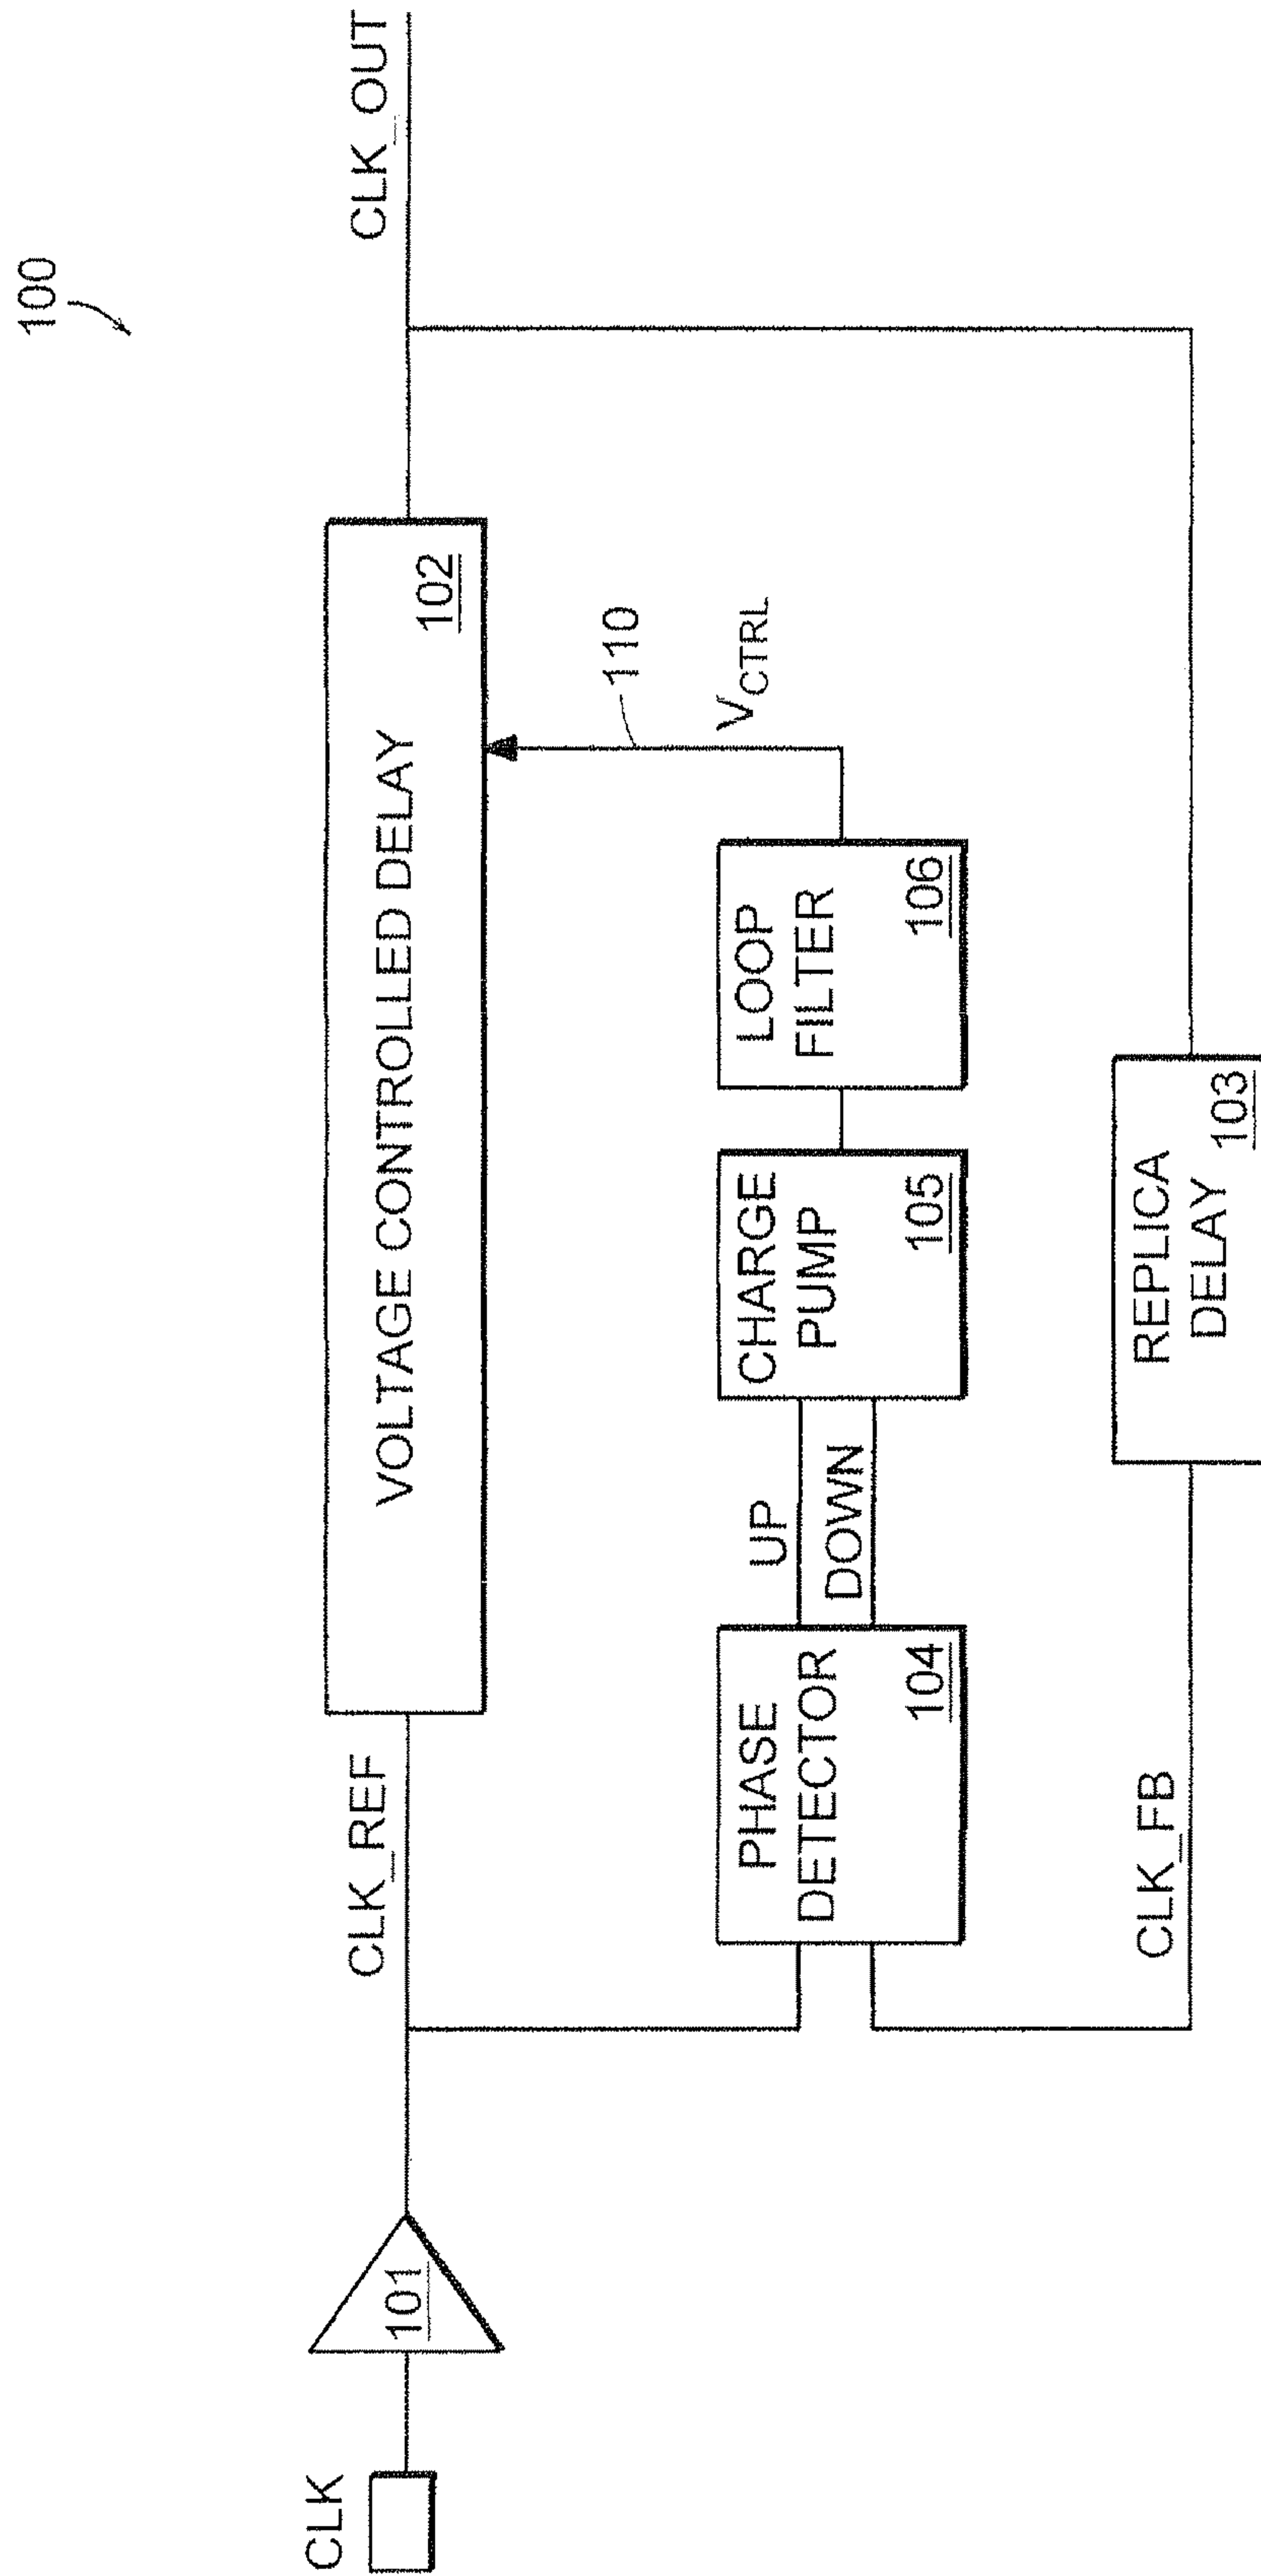 100
CLK
101
CLK_REF
VOLTAGE CONTROLLED DELAY
102
CLK_OUT
PHASE
DETECTOR
104
UP
DOWN
CHARGE
PUMP
105
LOOP
FILTER
106
110
VCTRL
CLK_FB
REPLICA
DELAY
103